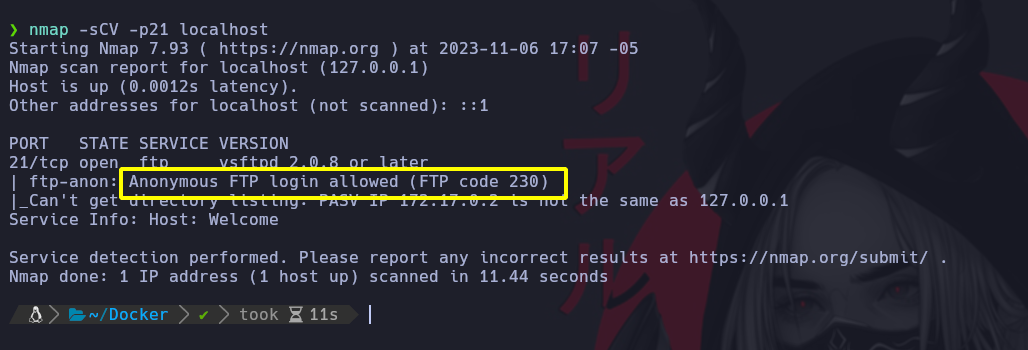 ❯ nmap -sCV -p21 localhost
Starting Nmap 7.93 ( https://nmap.org ) at 2023-11-06 17:07 -05
Nmap scan report for localhost (127.0.0.1)
Host is up (0.0012s latency).
Other addresses for localhost (not scanned): ::1
PORT   STATE SERVICE VERSION
21/tcp open  ftp     vsftpd 2.0.8 or later
| ftp-anon: Anonymous FTP login allowed (FTP code 230)
|_Can't get directory listing: PASV IP 172.17.0.2 is not the same as 127.0.0.1
Service Info: Host: Welcome
Service detection performed. Please report any incorrect results at https://nmap.org/submit/ .
Nmap done: 1 IP address (1 host up) scanned in 11.44 seconds
~/Docker ✔ took 11s
リアル